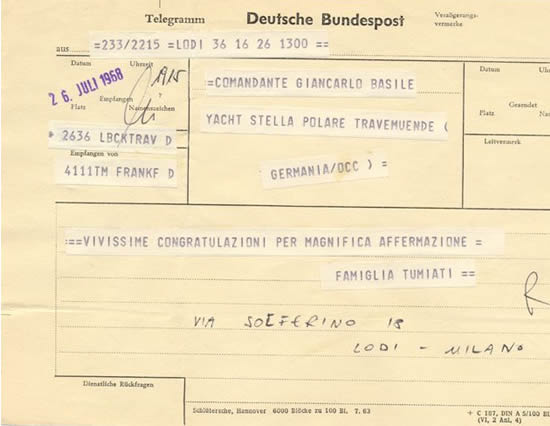 Telegramm Deutsche Bundespost Verzögerungs-
vermerke
aus =233/2215 =LODI 36 16 26 1300 ==
Datum Uhrzeit
26. JULI 1968
Empfangen
Platz Namenszeichen
* 2636 LBCKTRAV D
Empfangen von
4111TM FRANKF D
=COMANDANTE GIANCARLO BASILE
YACHT STELLA POLARE TRAVEMUENDE (
GERMANIA/OCC ) =
Datum Uhr
Gesendet
Platz Nam
Leitvermerk
:==VIVISSIME CONGRATULAZIONI PER MAGNIFICA AFFERMAZIONE =
FAMIGLIA TUMIATI ==
R
VIA SOLFERINO 18
LODI - MILANO
Dienstliche Rückfragen
Schlütersche, Hannover 6000 Blöcke zu 100 Bl. 7. 63
+ C 187, DIN A 5/100 Bl
(VI, 2 Anl. 4)